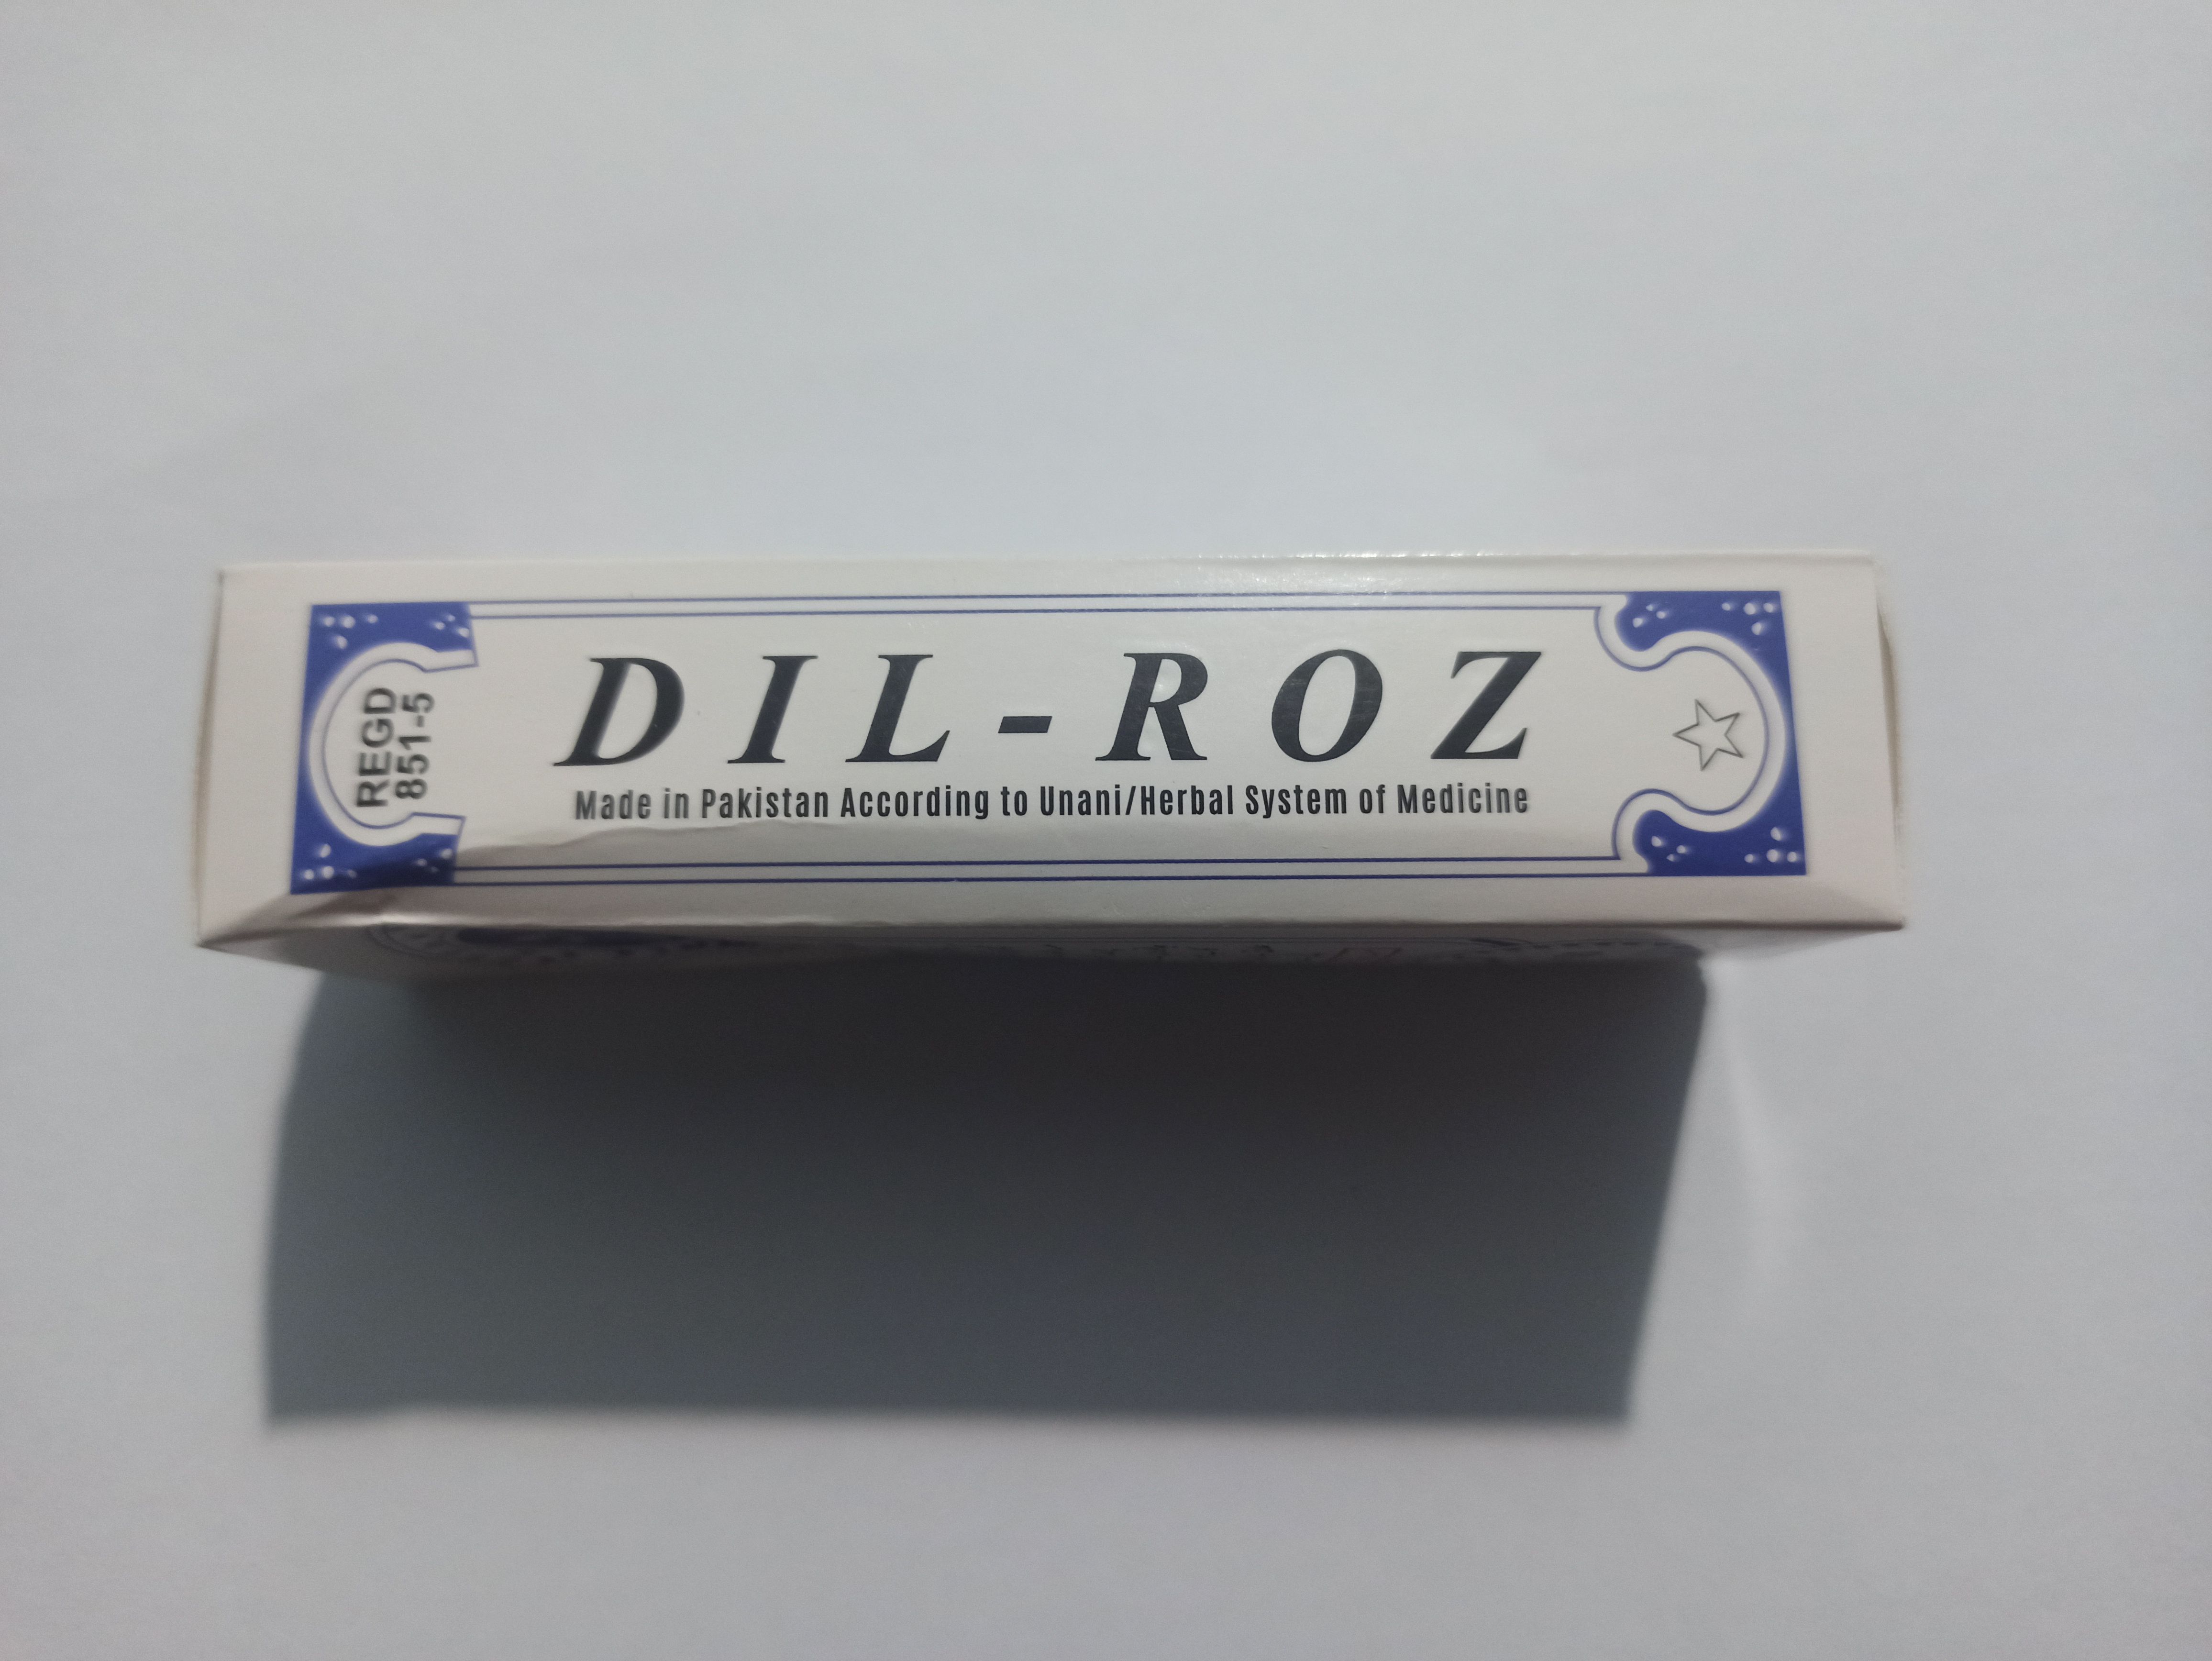 REGD
851-5
DIL-ROZ
Made in Pakistan According to Unani/Herbal System of Medicine